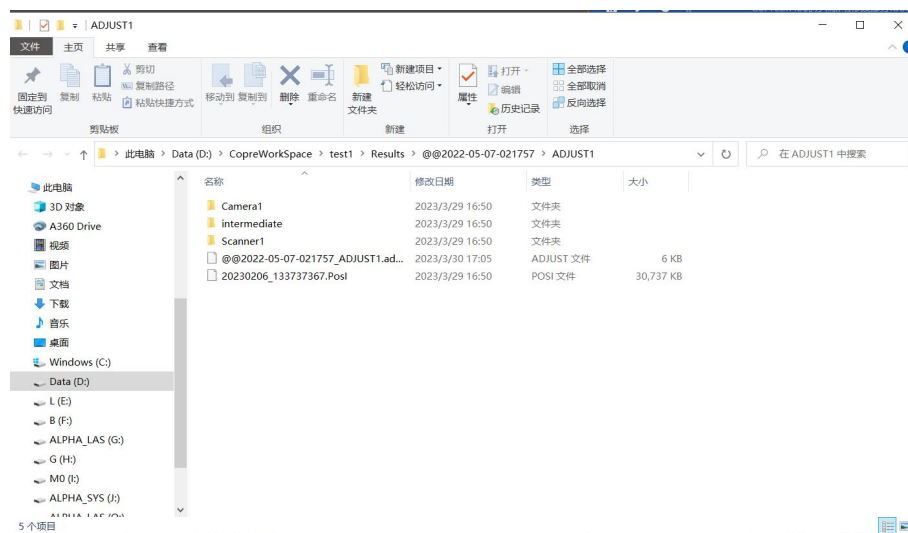 ADJUST1
文件 主页 共享 查看
固定到快速访问 复制 粘贴 剪切 复制路径 粘贴快捷方式 移动到 复制到 删除 重命名 新建文件夹 新建项目 轻松访问 属性 打开 编辑 历史记录 全部选择 全部取消 反向选择
剪贴板 组织 新建 打开 选择
此电脑 > Data (D:) > CopreWorkSpace > test1 > Results > @@2022-05-07-021757 > ADJUST1 在 ADJUST1 中搜索
名称 修改日期 类型 大小
此电脑
3D 对象
A360 Drive
视频
图片
文档
下载
音乐
桌面
Windows (C:)
Data (D:)
L (E:)
B (F:)
ALPHA_LAS (G:)
G (H:)
M0 (I:)
ALPHA_SYS (J:)
Camera1 2023/3/29 16:50 文件夹
intermediate 2023/3/29 16:50 文件夹
Scanner1 2023/3/29 16:50 文件夹
@@2022-05-07-021757_ADJUST1.ad... 2023/3/30 17:05 ADJUST 文件 6 KB
20230206_133737367.PosI 2023/3/29 16:50 POSI 文件 30,737 KB
5 个项目